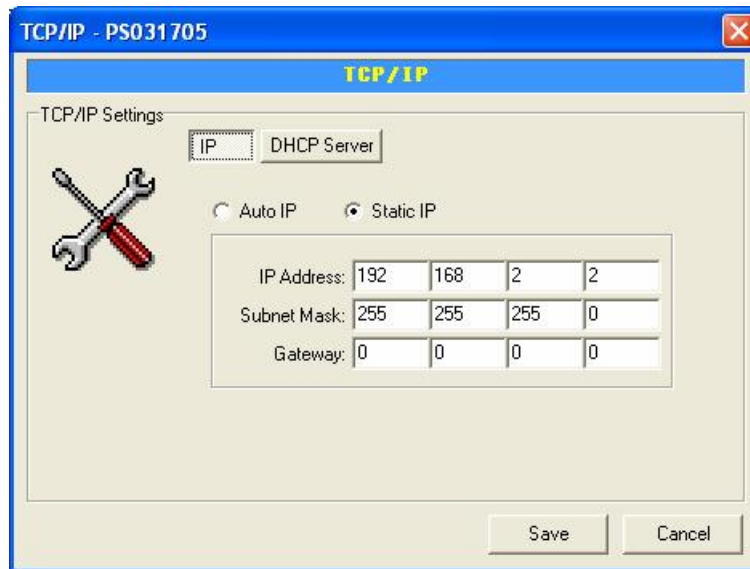 TCP/IP - PS031705
TCP/IP
TCP/IP Settings
IP DHCP Server
Auto IP Static IP
IP Address: 192 168 2 2
Subnet Mask: 255 255 255 0
Gateway: 0 0 0 0
Save Cancel